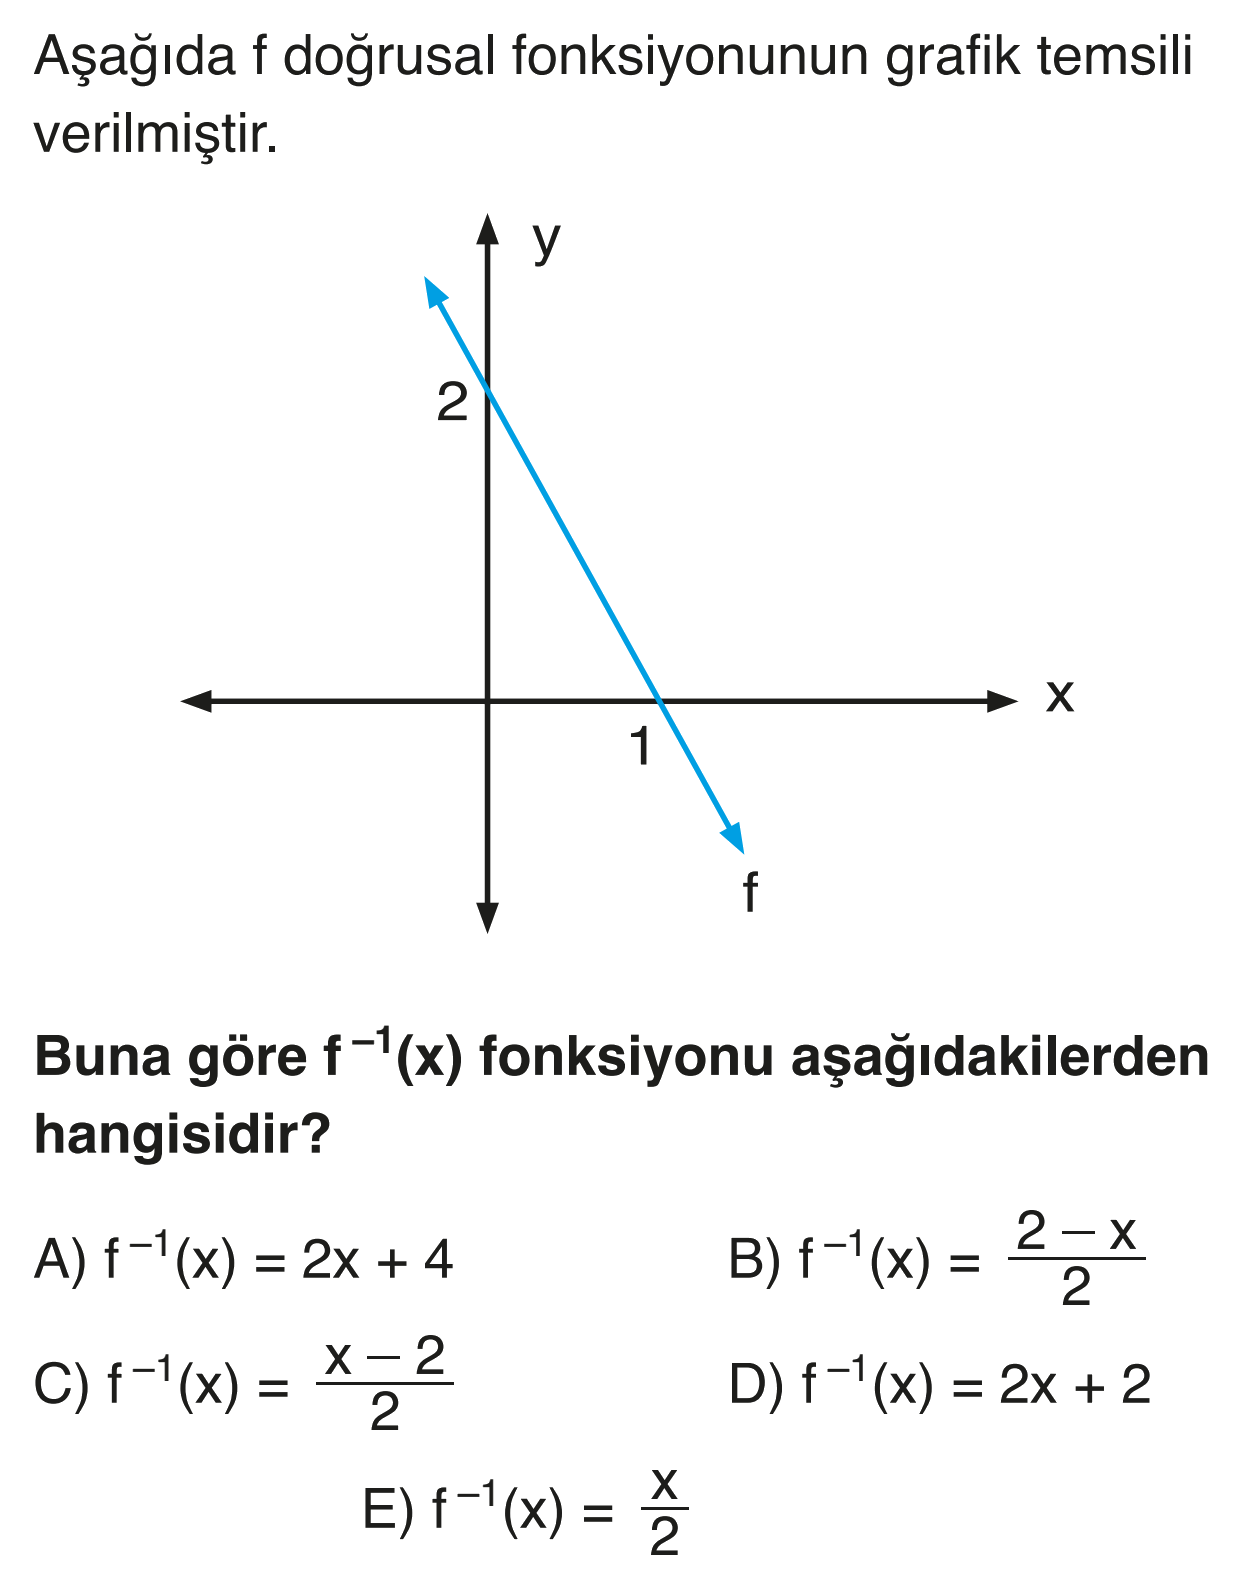 Aşağıda f doğrusal fonksiyonunun grafik temsili
verilmiştir.
y
2
x
1
f
Buna göre f⁻¹(x) fonksiyonu aşağıdakilerden
hangisidir?
A) f⁻¹(x) = 2x + 4
B) f⁻¹(x) = (2 – x)/2
C) f⁻¹(x) = (x – 2)/2
D) f⁻¹(x) = 2x + 2
E) f⁻¹(x) = x/2